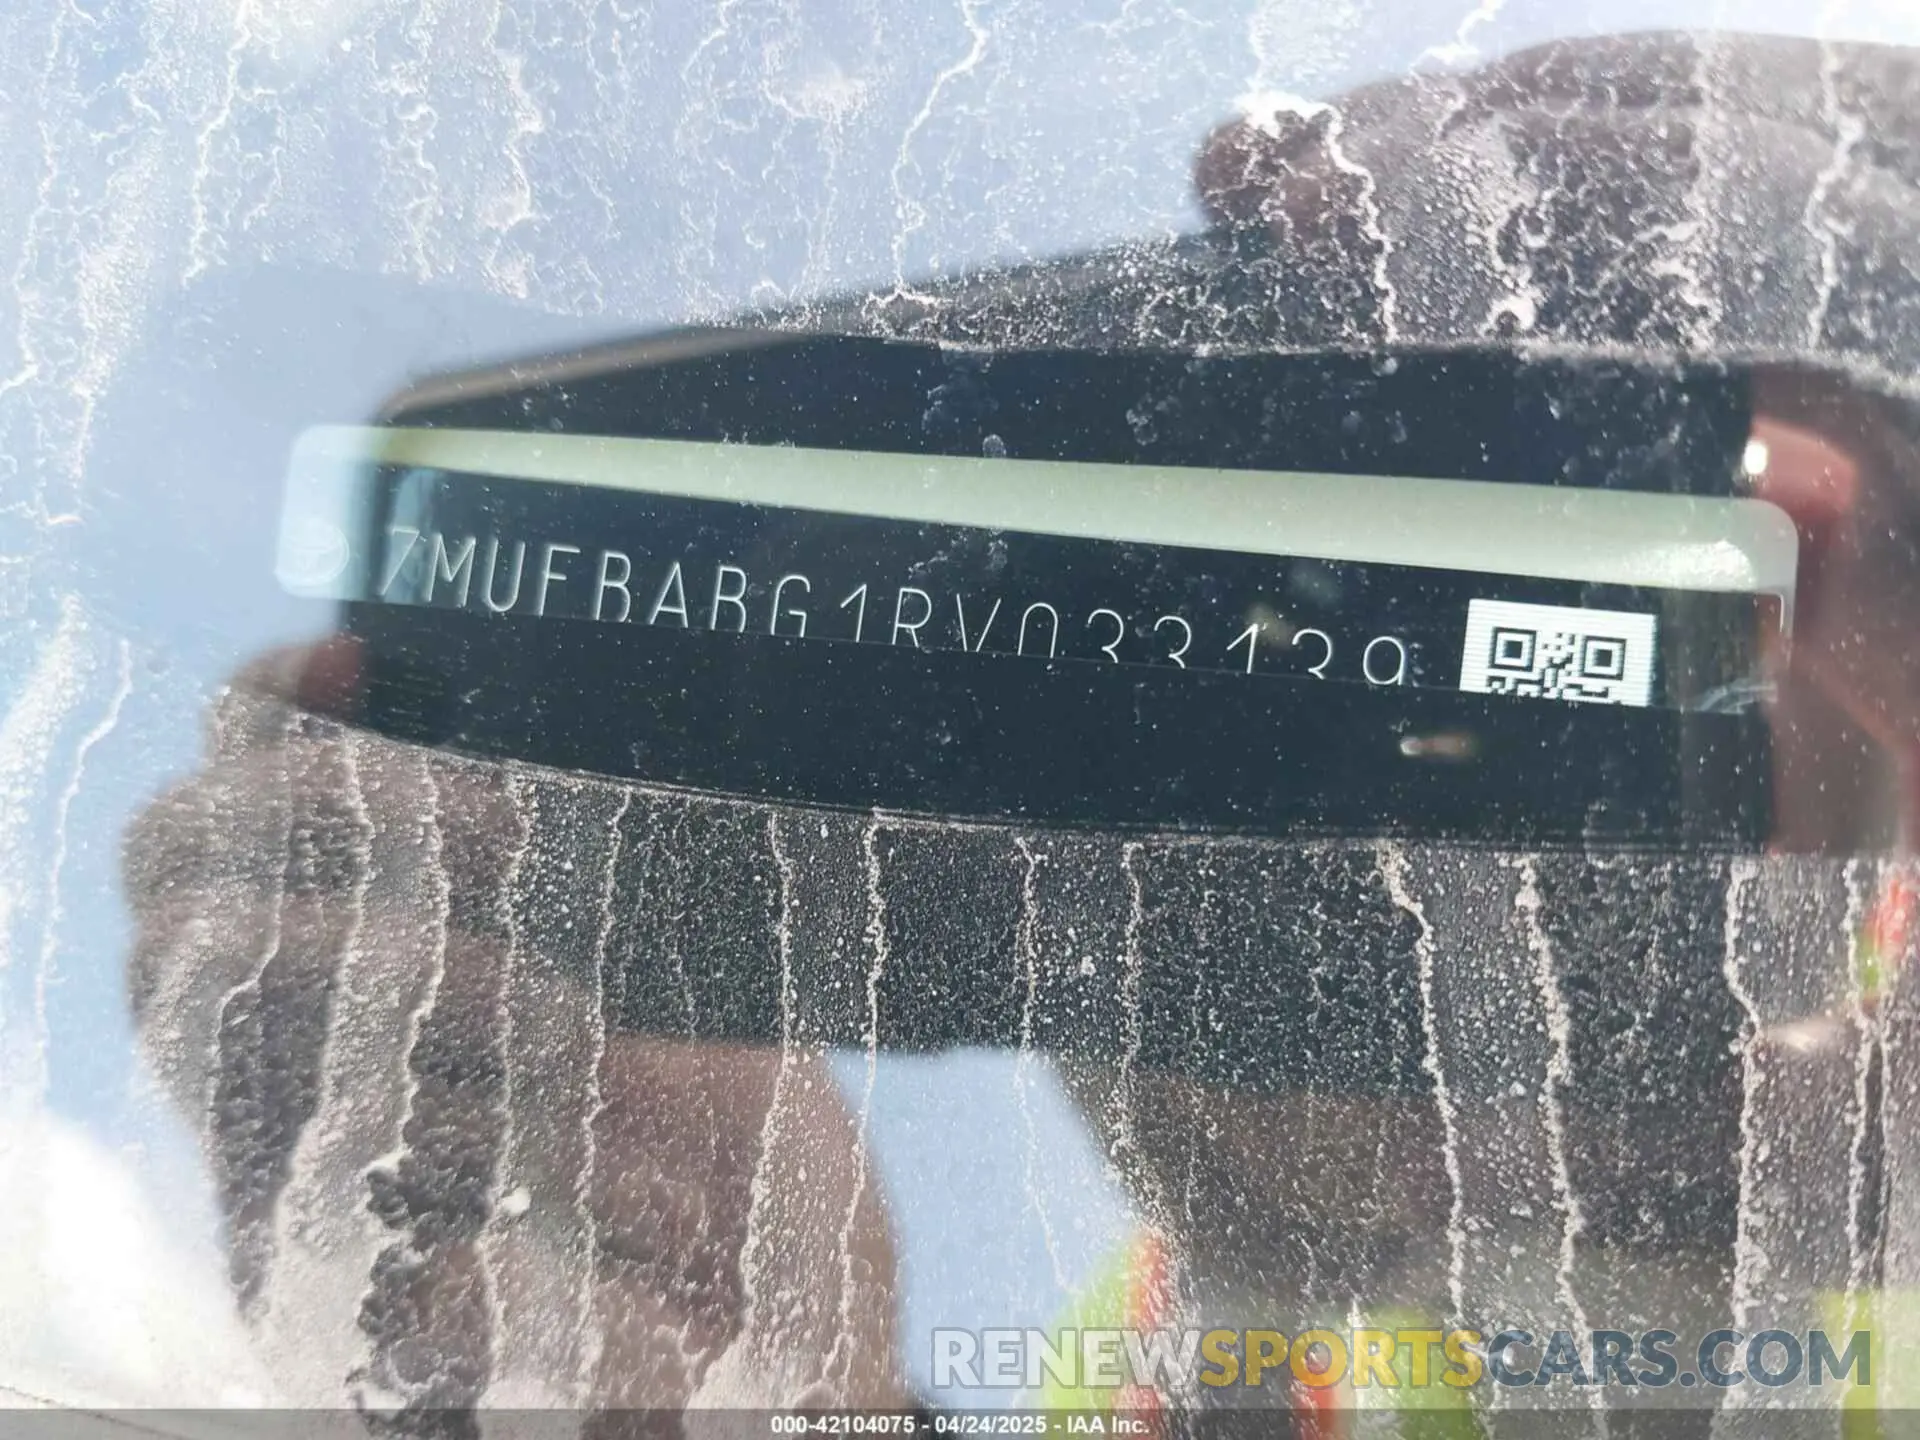 7MUFBABG1RV033139
RENEWSPORTSCARS.COM
000-42104075 - 04/24/2025 - IAA Inc.